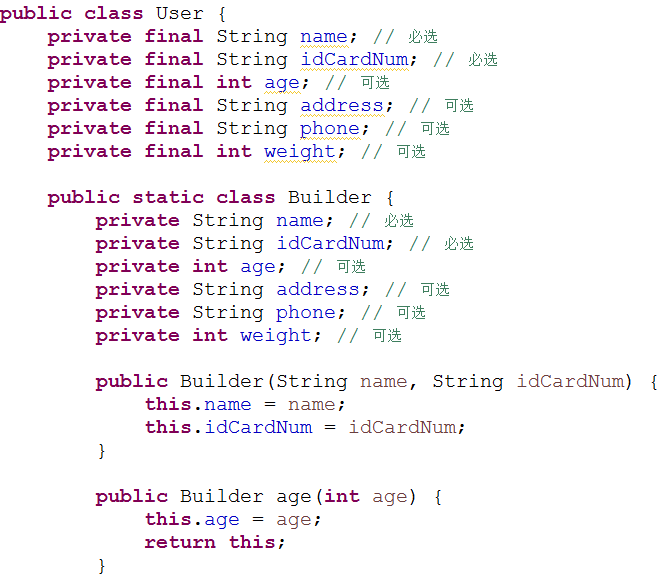 public class User {
    private final String name; // 必选
    private final String idCardNum; // 必选
    private final int age; // 可选
    private final String address; // 可选
    private final String phone; // 可选
    private final int weight; // 可选

    public static class Builder {
        private String name; // 必选
        private String idCardNum; // 必选
        private int age; // 可选
        private String address; // 可选
        private String phone; // 可选
        private int weight; // 可选

        public Builder(String name, String idCardNum) {
            this.name = name;
            this.idCardNum = idCardNum;
        }

        public Builder age(int age) {
            this.age = age;
            return this;
        }